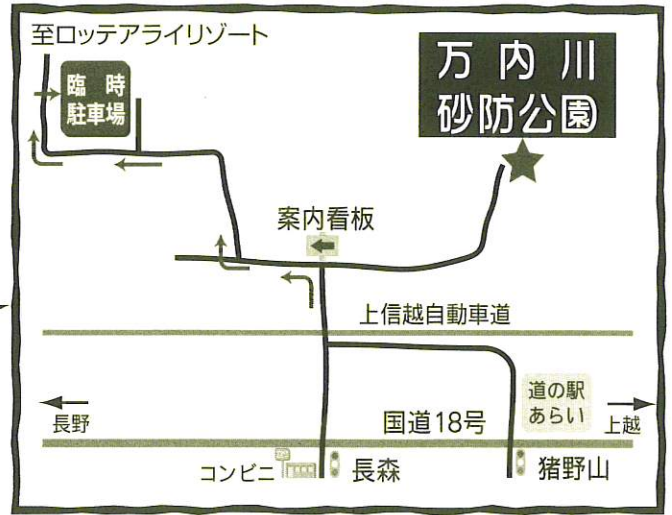 至ロッテアライリゾート
臨時
駐車場
万内川
砂防公園
案内看板
上信越自動車道
道の駅
あらい
長野
上越
国道18号
コンビニ
長森
猪野山